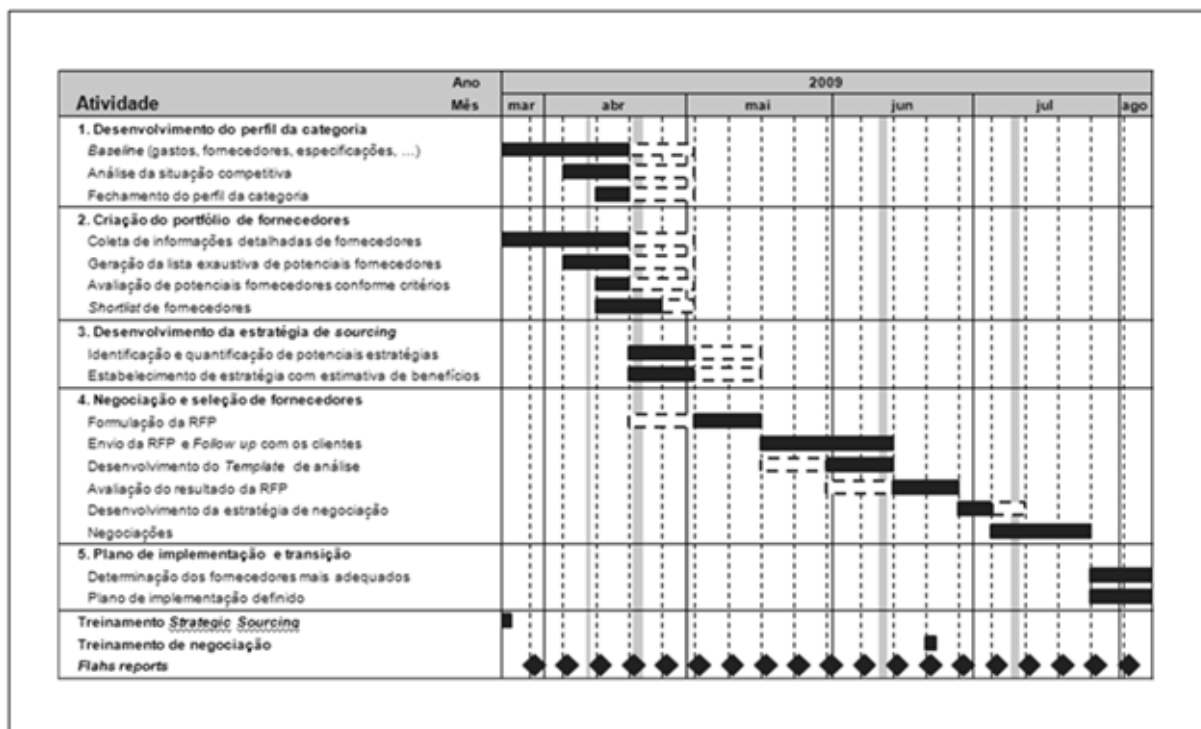 Ano 2009
Atividade Mês mar abr mai jun jul ago
1. Desenvolvimento do perfil da categoria
Baseline (gastos, fornecedores, especificações, ...)
Análise da situação competitiva
Fechamento do perfil da categoria
2. Criação do portfólio de fornecedores
Coleta de informações detalhadas de fornecedores
Geração da lista exaustiva de potenciais fornecedores
Avaliação de potenciais fornecedores conforme critérios
Shortlist de fornecedores
3. Desenvolvimento da estratégia de sourcing
Identificação e quantificação de potenciais estratégias
Estabelecimento de estratégia com estimativa de benefícios
4. Negociação e seleção de fornecedores
Formulação da RFP
Envio da RFP e Follow up com os clientes
Desenvolvimento do Template de análise
Avaliação do resultado da RFP
Desenvolvimento da estratégia de negociação
Negociações
5. Plano de implementação e transição
Determinação dos fornecedores mais adequados
Plano de implementação definido
Treinamento Strategic Sourcing
Treinamento de negociação
Flahs reports